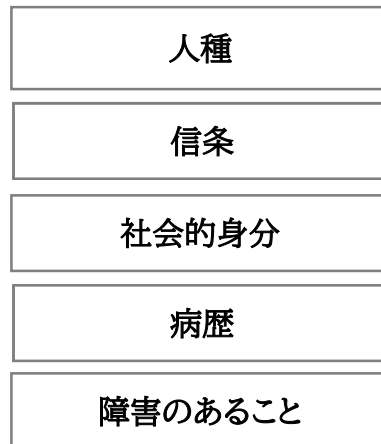 人種
信条
社会的身分
病歴
障害のあること